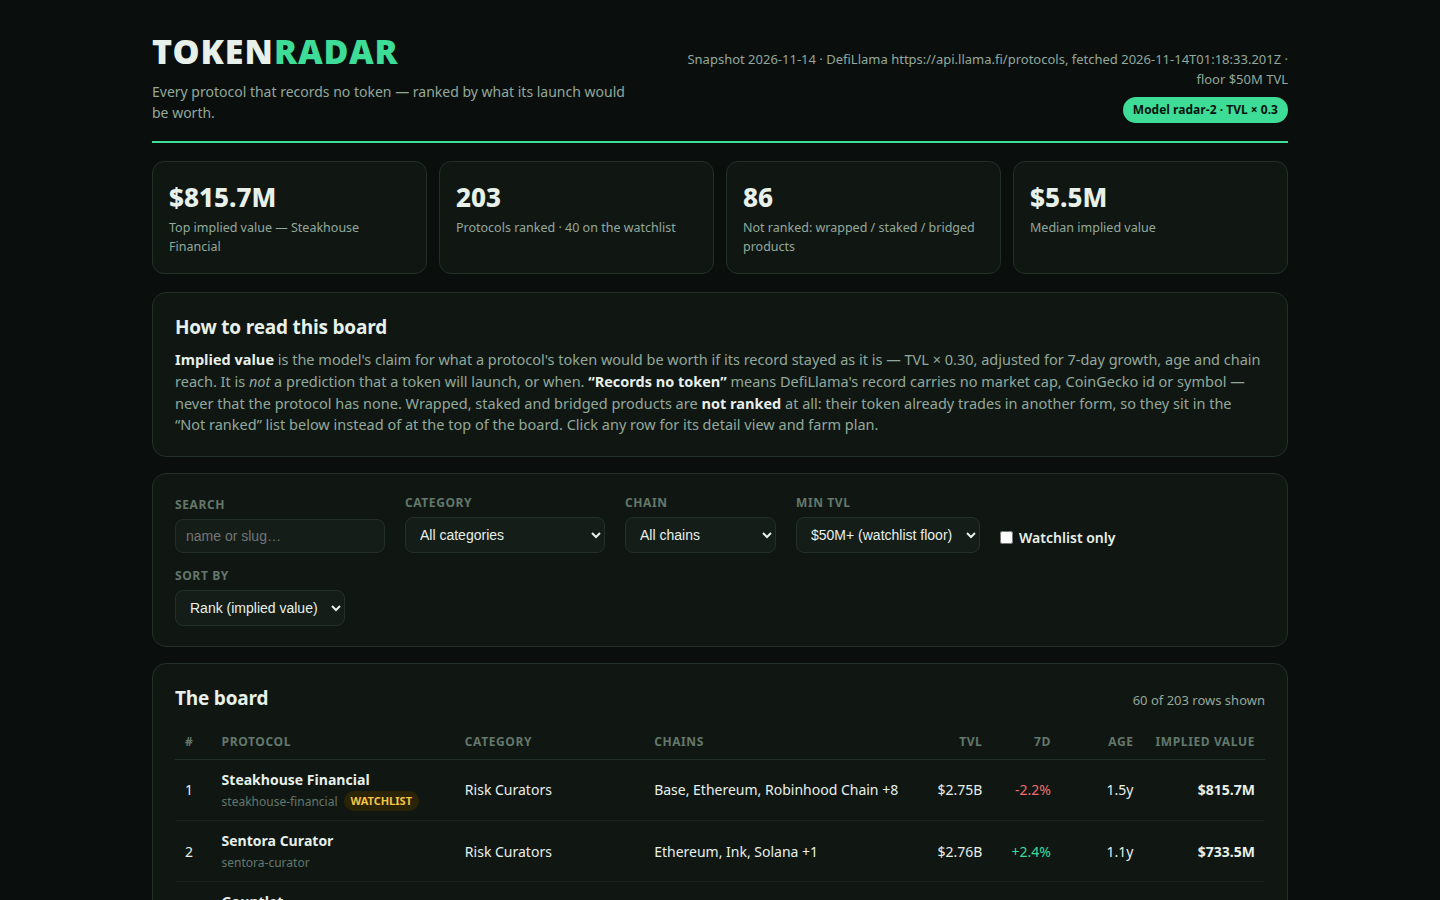 TOKENRADAR
Every protocol that records no token — ranked by what its launch would
be worth.
Snapshot 2026-11-14 · DefiLlama https://api.llama.fi/protocols, fetched 2026-11-14T01:18:33.201Z ·
floor $50M TVL
Model radar-2 · TVL × 0.3
$815.7M
Top implied value — Steakhouse
Financial
203
Protocols ranked · 40 on the watchlist
86
Not ranked: wrapped / staked / bridged
products
$5.5M
Median implied value
How to read this board
Implied value is the model's claim for what a protocol's token would be worth if its record stayed as it is — TVL × 0.30, adjusted for 7-day growth, age and chain
reach. It is not a prediction that a token will launch, or when. “Records no token” means DefiLlama's record carries no market cap, CoinGecko id or symbol —
never that the protocol has none. Wrapped, staked and bridged products are not ranked at all: their token already trades in another form, so they sit in the
“Not ranked” list below instead of at the top of the board. Click any row for its detail view and farm plan.
SEARCH
name or slug…
CATEGORY
All categories
CHAIN
All chains
MIN TVL
$50M+ (watchlist floor)
Watchlist only
SORT BY
Rank (implied value)
The board
60 of 203 rows shown
# PROTOCOL CATEGORY CHAINS TVL 7D AGE IMPLIED VALUE
1 Steakhouse Financial Risk Curators Base, Ethereum, Robinhood Chain +8 $2.75B -2.2% 1.5y $815.7M
steakhouse-financial WATCHLIST
2 Sentora Curator Risk Curators Ethereum, Ink, Solana +1 $2.76B +2.4% 1.1y $733.5M
sentora-curator